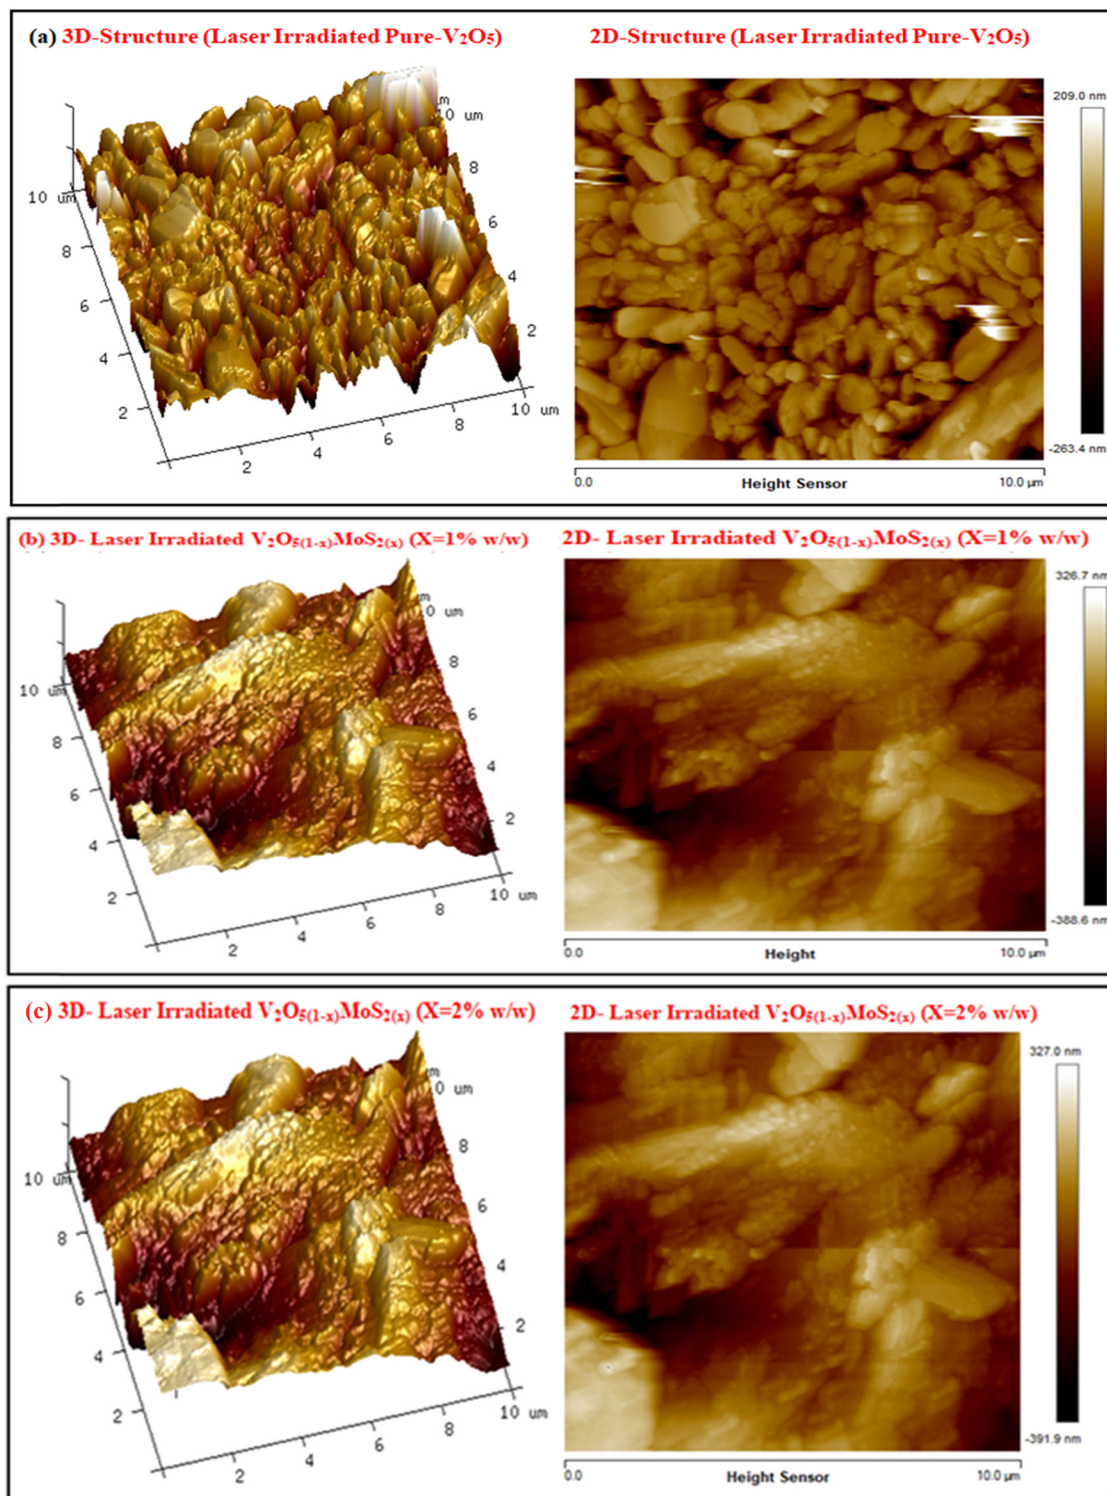 (a) 3D-Structure (Laser Irradiated Pure-V₂O₅)
2D-Structure (Laser Irradiated Pure-V₂O₅)
10 um
8
6
4
2
2
4
6
8
10 um
2
4
6
8
10 um
209.0 nm
-263.4 nm
0.0
Height Sensor
10.0 µm
(b) 3D- Laser Irradiated V₂O₅₍₁₋ₓ₎MoS₂₍ₓ₎ (X=1% w/w)
2D- Laser Irradiated V₂O₅₍₁₋ₓ₎MoS₂₍ₓ₎ (X=1% w/w)
10 um
8
6
4
2
2
4
6
8
10 um
2
4
6
8
0 um
326.7 nm
-388.6 nm
0.0
Height
10.0 µm
(c) 3D- Laser Irradiated V₂O₅₍₁₋ₓ₎MoS₂₍ₓ₎ (X=2% w/w)
2D- Laser Irradiated V₂O₅₍₁₋ₓ₎MoS₂₍ₓ₎ (X=2% w/w)
10 um
8
6
4
2
2
4
6
8
10 um
2
4
6
8
0 um
327.0 nm
-391.9 nm
0.0
Height Sensor
10.0 µm